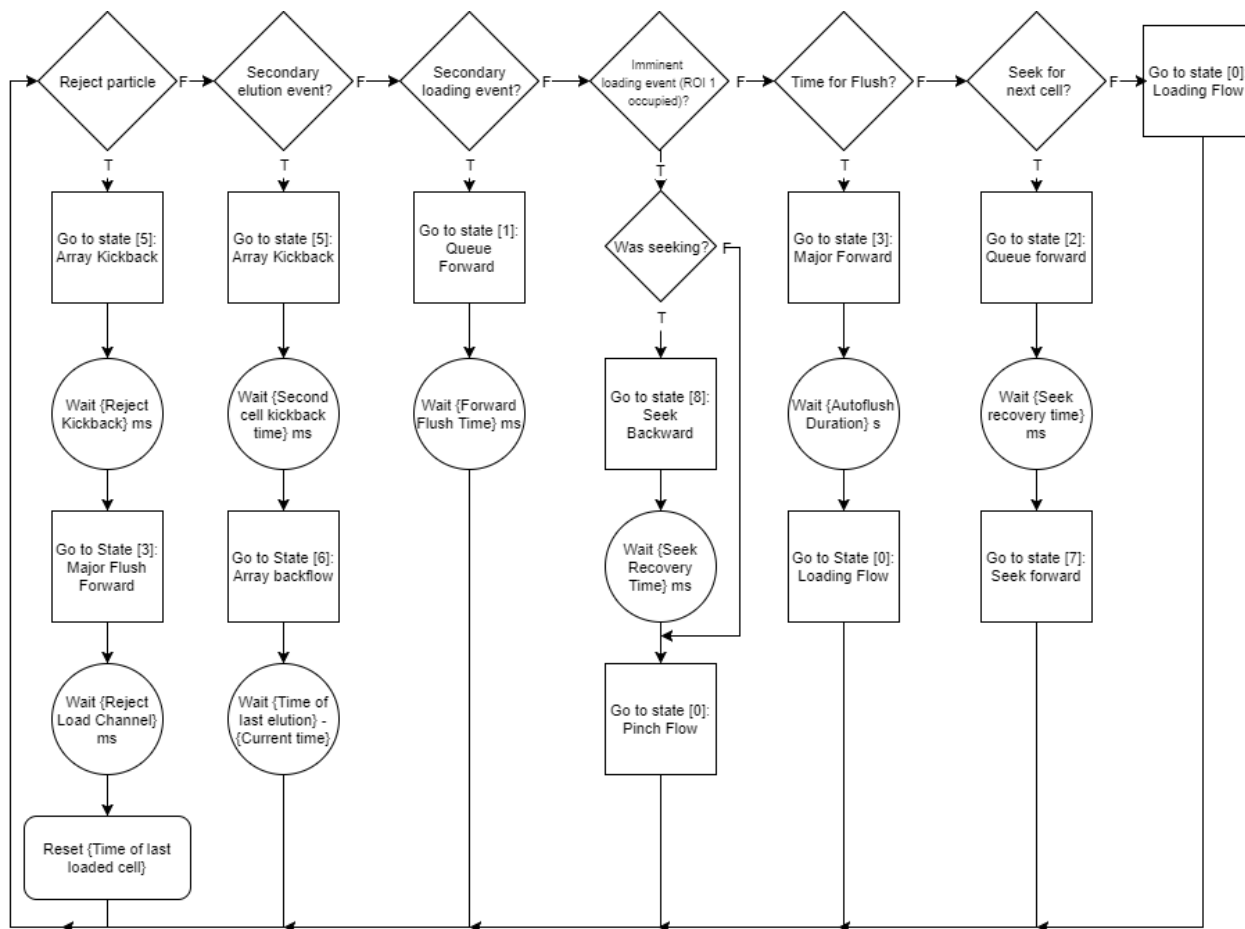 Reject particle
F
Secondary
elution event?
F
Secondary
loading event?
F
Imminent
loading event (ROI 1
occupied)?
F
Time for Flush?
F
Seek for
next cell?
F
Go to state [0]:
Loading Flow
T
T
T
T
T
T
Go to state [5]:
Array Kickback
Go to state [5]:
Array Kickback
Go to state [1]:
Queue
Forward
Was seeking?
F
Go to state [3]:
Major Forward
Go to state [2]:
Queue forward
T
Wait {Reject
Kickback} ms
Wait {Second
cell kickback
time} ms
Wait {Forward
Flush Time} ms
Go to state [8]:
Seek
Backward
Wait {Autoflush
Duration} s
Wait {Seek
recovery time}
ms
Go to State [3]:
Major Flush
Forward
Go to State [6]:
Array backflow
Wait {Seek
Recovery
Time} ms
Go to State [0]:
Loading Flow
Go to state [7]:
Seek forward
Wait {Reject
Load Channel}
ms
Wait {Time of
last elution} -
{Current time}
Go to state [0]:
Pinch Flow
Reset {Time of last
loaded cell}